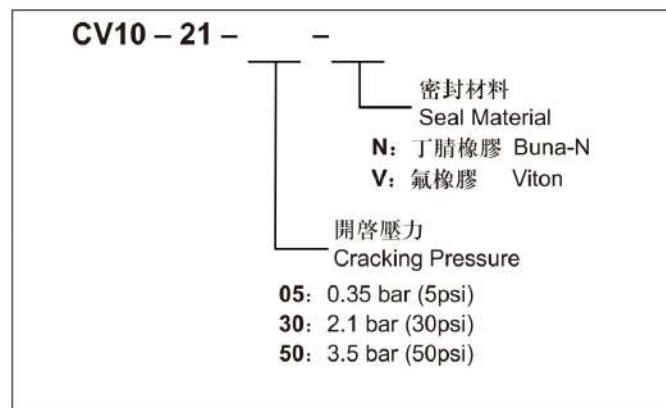 CV10 – 21 –   –
密封材料
Seal Material
N: 丁腈橡膠 Buna-N
V: 氟橡膠 Viton
開啓壓力
Cracking Pressure
05: 0.35 bar (5psi)
30: 2.1 bar (30psi)
50: 3.5 bar (50psi)